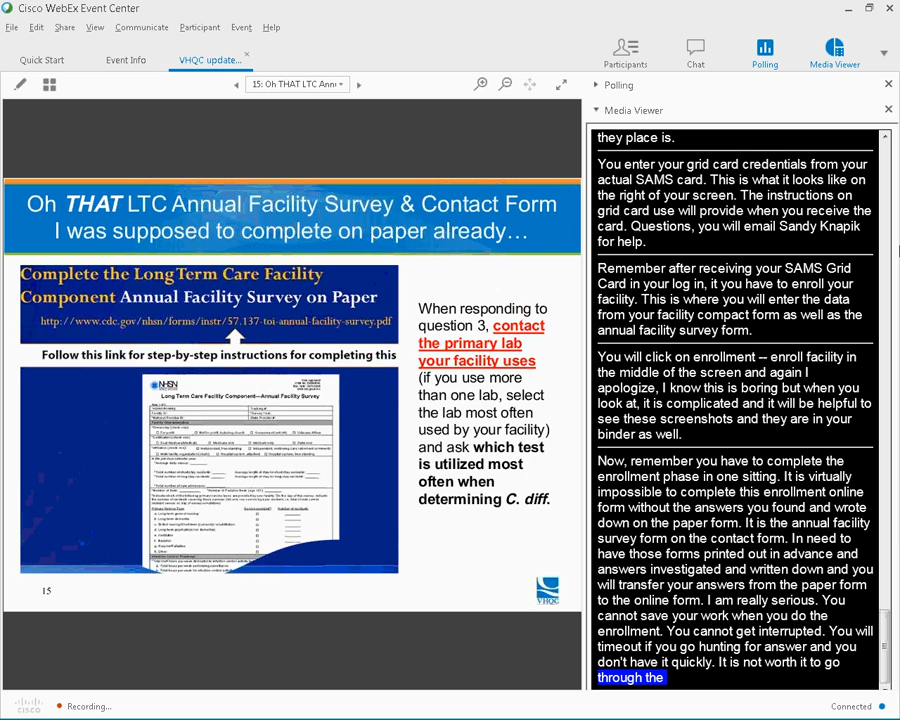 Cisco WebEx Event Center
File Edit Share View Communicate Participant Event Help
Quick Start Event Info VHQC update... Participants Chat Polling Media Viewer
15: Oh THAT LTC Ann
Polling
Media Viewer
Oh THAT LTC Annual Facility Survey & Contact Form
I was supposed to complete on paper already…
Complete the Long Term Care Facility
Component Annual Facility Survey on Paper
http://www.cdc.gov/nhsn/forms/instr/57.137-toi-annual-facility-survey.pdf
Follow this link for step-by-step instructions for completing this
NHSN
Long Term Care Facility Component—Annual Facility Survey
When responding to
question 3, contact
the primary lab
your facility uses
(if you use more
than one lab, select
the lab most often
used by your facility)
and ask which test
is utilized most
often when
determining C. diff.
15
VHQC
they place is.
You enter your grid card credentials from your
actual SAMS card. This is what it looks like on
the right of your screen. The instructions on
grid card use will provide when you receive the
card. Questions, you will email Sandy Knapik
for help.
Remember after receiving your SAMS Grid
Card in your log in, it you have to enroll your
facility. This is where you will enter the data
from your facility compact form as well as the
annual facility survey form.
You will click on enrollment -- enroll facility in
the middle of the screen and again I
apologize, I know this is boring but when you
look at, it is complicated and it will be helpful to
see these screenshots and they are in your
binder as well.
Now, remember you have to complete the
enrollment phase in one sitting. It is virtually
impossible to complete this enrollment online
form without the answers you found and wrote
down on the paper form. It is the annual facility
survey form on the contact form. In need to
have those forms printed out in advance and
answers investigated and written down and you
will transfer your answers from the paper form
to the online form. I am really serious. You
cannot save your work when you do the
enrollment. You cannot get interrupted. You will
timeout if you go hunting for answer and you
don't have it quickly. It is not worth it to go
through the
cisco Recording... Connected